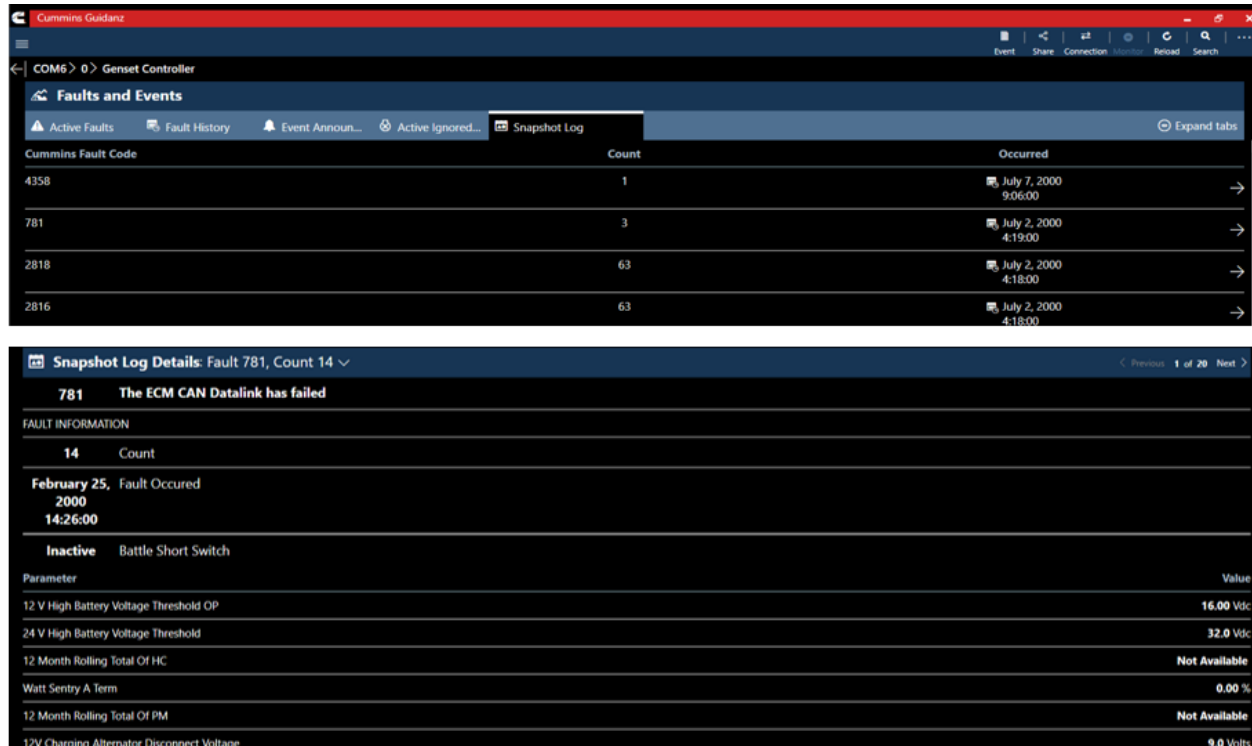 Cummins Guidanz
Event Share Connection Monitor Reload Search
COM6 > 0 > Genset Controller
Faults and Events
Active Faults Fault History Event Announ... Active Ignored... Snapshot Log Expand tabs
Cummins Fault Code Count Occurred
4358 1 July 7, 2000
9:06:00
781 3 July 2, 2000
4:19:00
2818 63 July 2, 2000
4:18:00
2816 63 July 2, 2000
4:18:00
Snapshot Log Details: Fault 781, Count 14 < Previous 1 of 20 Next >
781 The ECM CAN Datalink has failed
FAULT INFORMATION
14 Count
February 25, Fault Occured
2000
14:26:00
Inactive Battle Short Switch
Parameter Value
12 V High Battery Voltage Threshold OP 16.00 Vdc
24 V High Battery Voltage Threshold 32.0 Vdc
12 Month Rolling Total Of HC Not Available
Watt Sentry A Term 0.00 %
12 Month Rolling Total Of PM Not Available
12V Charging Alternator Disconnect Voltage 9.0 Volts